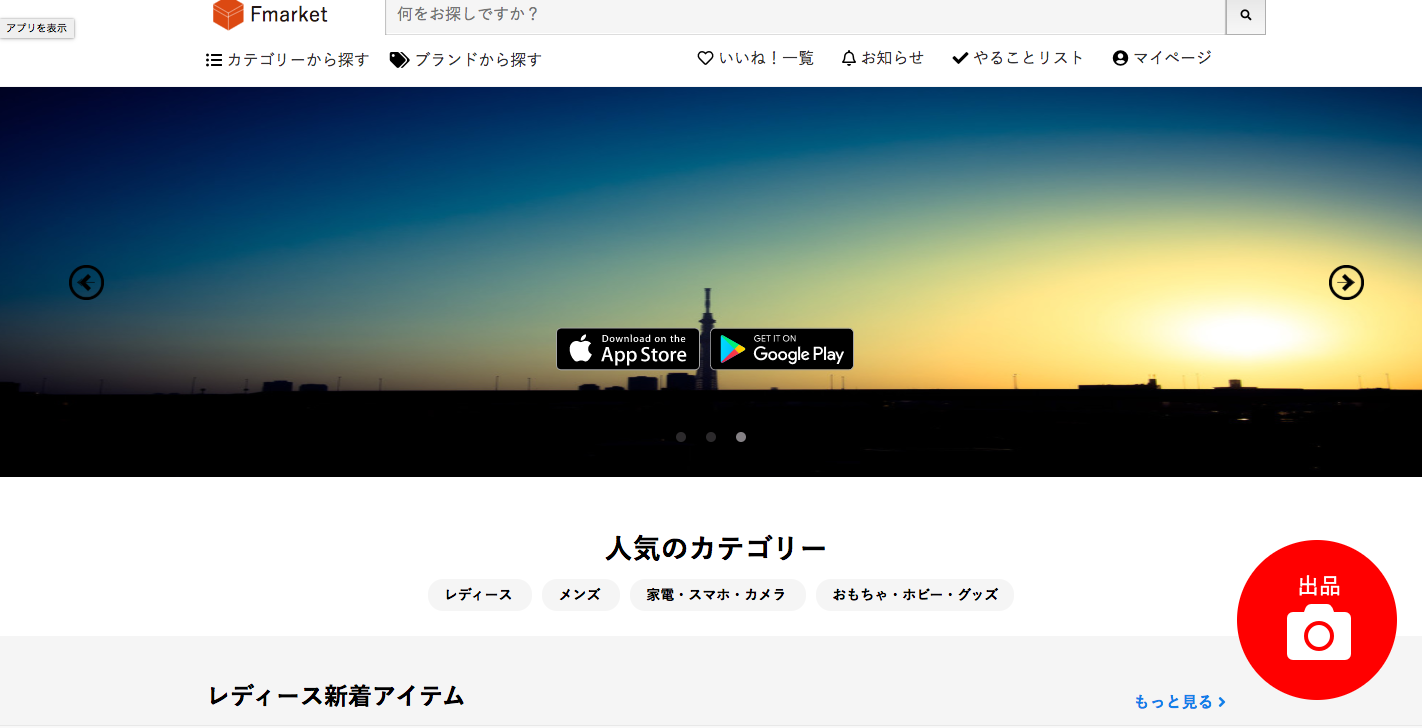 Fmarket
何をお探しですか？
アプリを表示
カテゴリーから探す
ブランドから探す
いいね！一覧
お知らせ
やることリスト
マイページ
Download on the
App Store
GET IT ON
Google Play
人気のカテゴリー
レディース
メンズ
家電・スマホ・カメラ
おもちゃ・ホビー・グッズ
出品
レディース新着アイテム
もっと見る